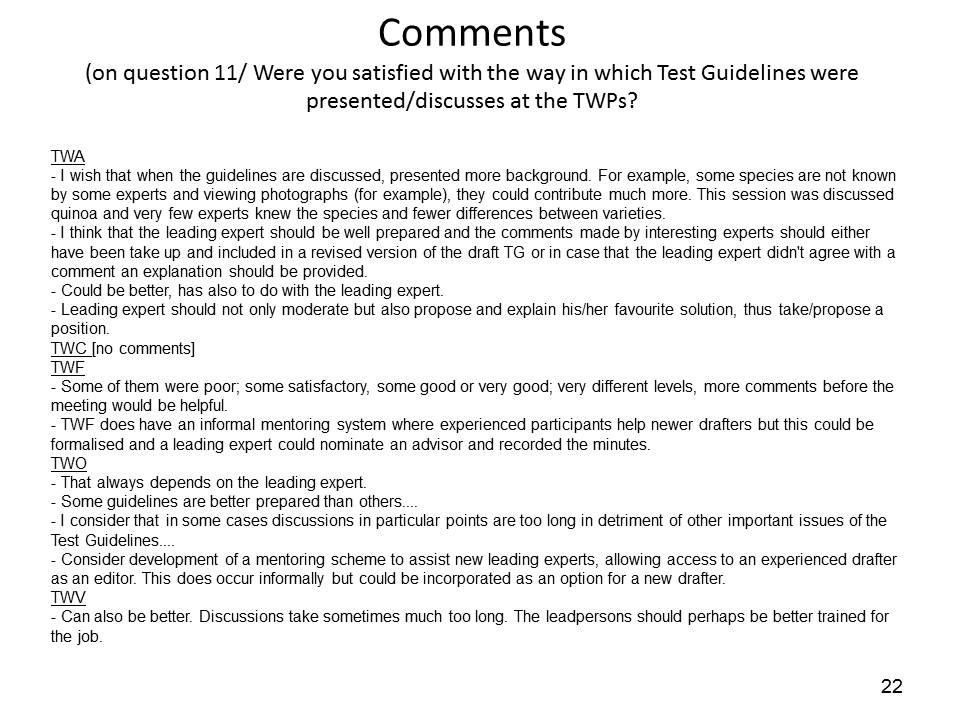 Comments
(on question 11/ Were you satisfied with the way in which Test Guidelines were
presented/discusses at the TWPs?
TWA
- I wish that when the guidelines are discussed, presented more background. For example, some species are not known
by some experts and viewing photographs (for example), they could contribute much more. This session was discussed
quinoa and very few experts knew the species and fewer differences between varieties.
- I think that the leading expert should be well prepared and the comments made by interesting experts should either
have been take up and included in a revised version of the draft TG or in case that the leading expert didn't agree with a
comment an explanation should be provided.
- Could be better, has also to do with the leading expert.
- Leading expert should not only moderate but also propose and explain his/her favourite solution, thus take/propose a
position.
TWC [no comments]
TWF
- Some of them were poor; some satisfactory, some good or very good; very different levels, more comments before the
meeting would be helpful.
- TWF does have an informal mentoring system where experienced participants help newer drafters but this could be
formalised and a leading expert could nominate an advisor and recorded the minutes.
TWO
- That always depends on the leading expert.
- Some guidelines are better prepared than others....
- I consider that in some cases discussions in particular points are too long in detriment of other important issues of the
Test Guidelines....
- Consider development of a mentoring scheme to assist new leading experts, allowing access to an experienced drafter
as an editor. This does occur informally but could be incorporated as an option for a new drafter.
TWV
- Can also be better. Discussions take sometimes much too long. The leadpersons should perhaps be better trained for
the job.
22